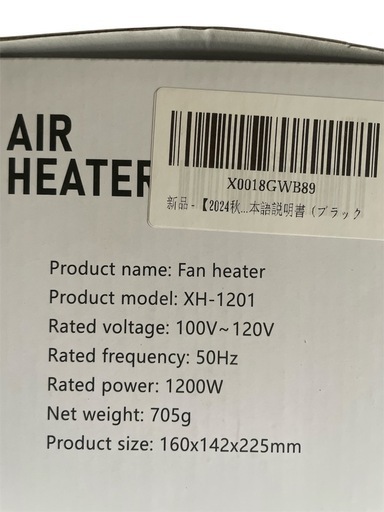 AIR
HEATER
X0018GWB89
新品 - 【2024秋...本語説明書（ブラック
Product name: Fan heater
Product model: XH-1201
Rated voltage: 100V~120V
Rated frequency: 50Hz
Rated power: 1200W
Net weight: 705g
Product size: 160x142x225mm